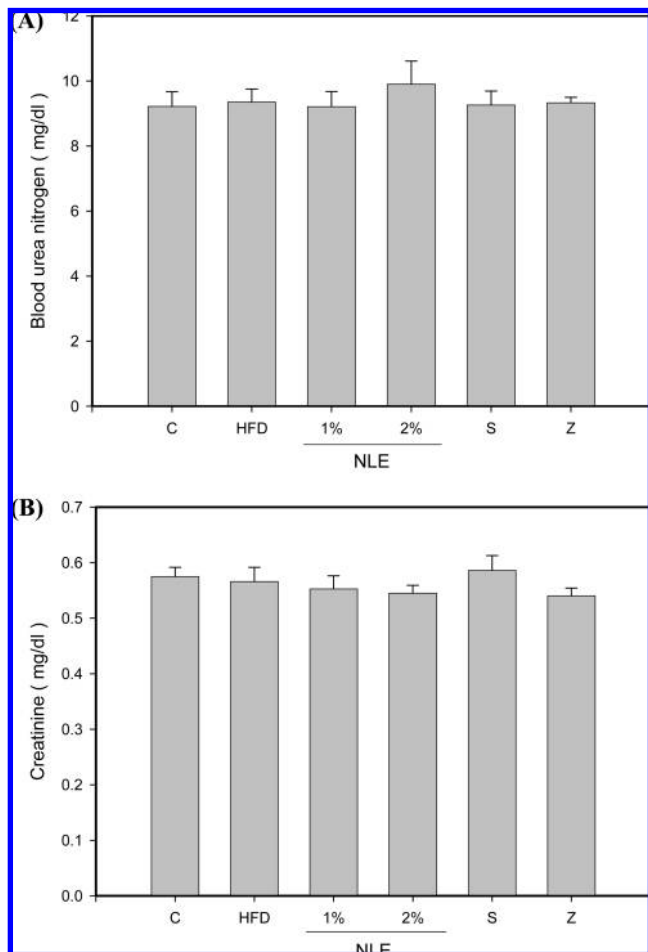 (A)
12
10
8
6
4
2
0
Blood urea nitrogen ( mg/dl )
C HFD 1% 2% S Z
NLE
(B)
0.7
0.6
0.5
0.4
0.3
0.2
0.1
0.0
Creatinine ( mg/dl )
C HFD 1% 2% S Z
NLE